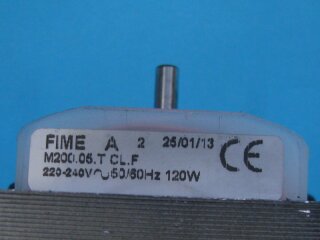 FIME A 2 25/01/13
M200.05.T CL.F
220-240V~50/60Hz 120W
CE